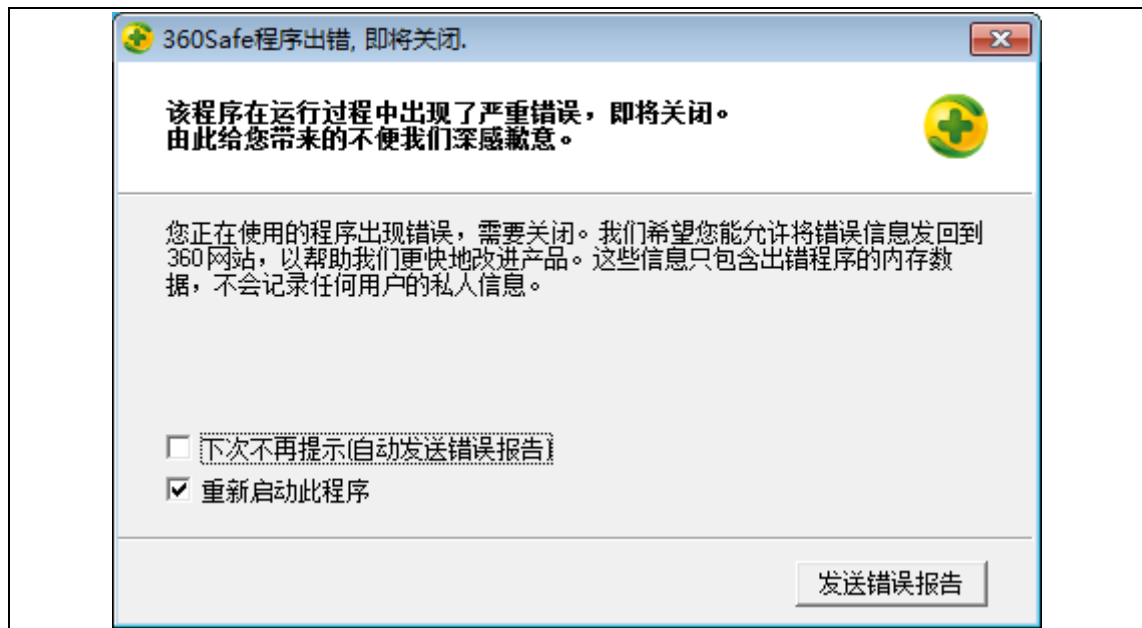 360Safe程序出错, 即将关闭.
该程序在运行过程中出现了严重错误，即将关闭。
由此给您带来的不便我们深感歉意。
您正在使用的程序出现错误，需要关闭。我们希望您能允许将错误信息发回到
360网站，以帮助我们更快地改进产品。这些信息只包含出错程序的内存数
据，不会记录任何用户的私人信息。
下次不再提示(自动发送错误报告)
重新启动此程序
发送错误报告